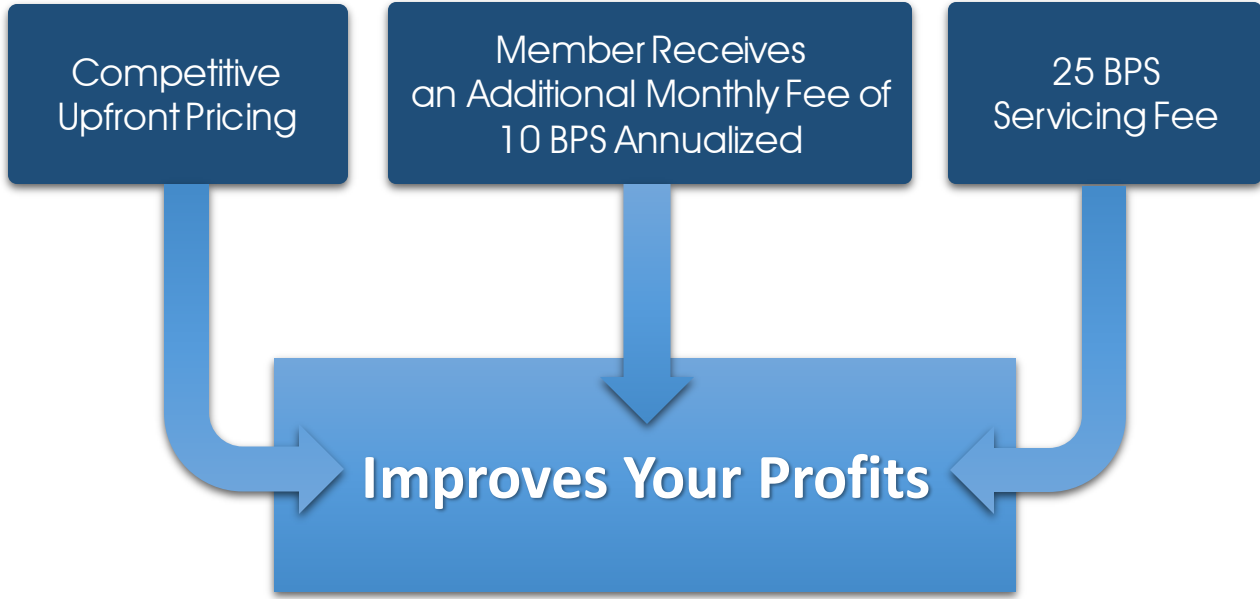 Competitive
Upfront Pricing
Member Receives
an Additional Monthly Fee of
10 BPS Annualized
25 BPS
Servicing Fee
Improves Your Profits